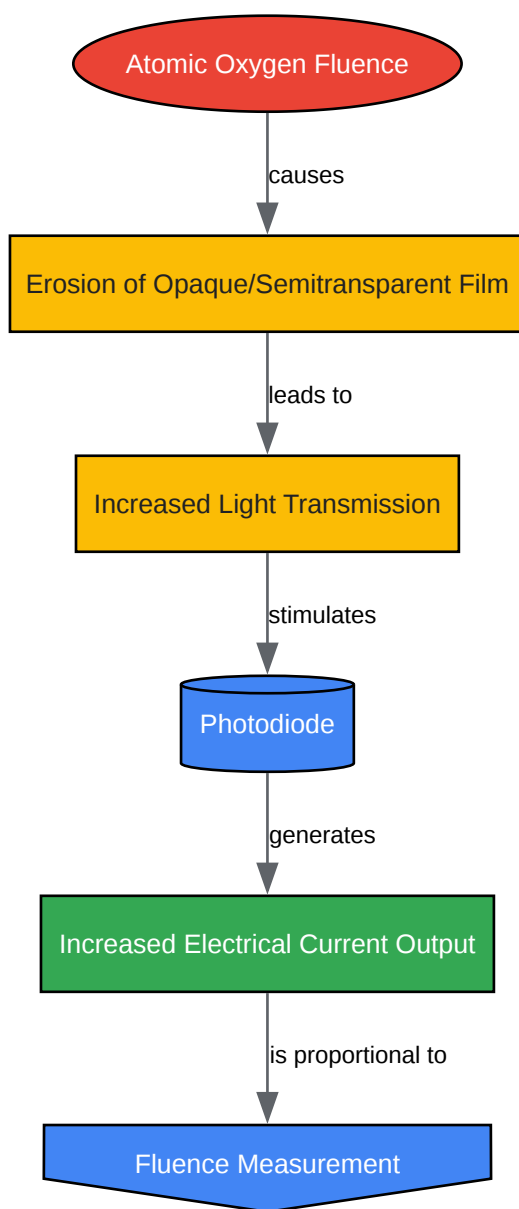 Atomic Oxygen Fluence
causes
Erosion of Opaque/Semitransparent Film
leads to
Increased Light Transmission
stimulates
Photodiode
generates
Increased Electrical Current Output
is proportional to
Fluence Measurement